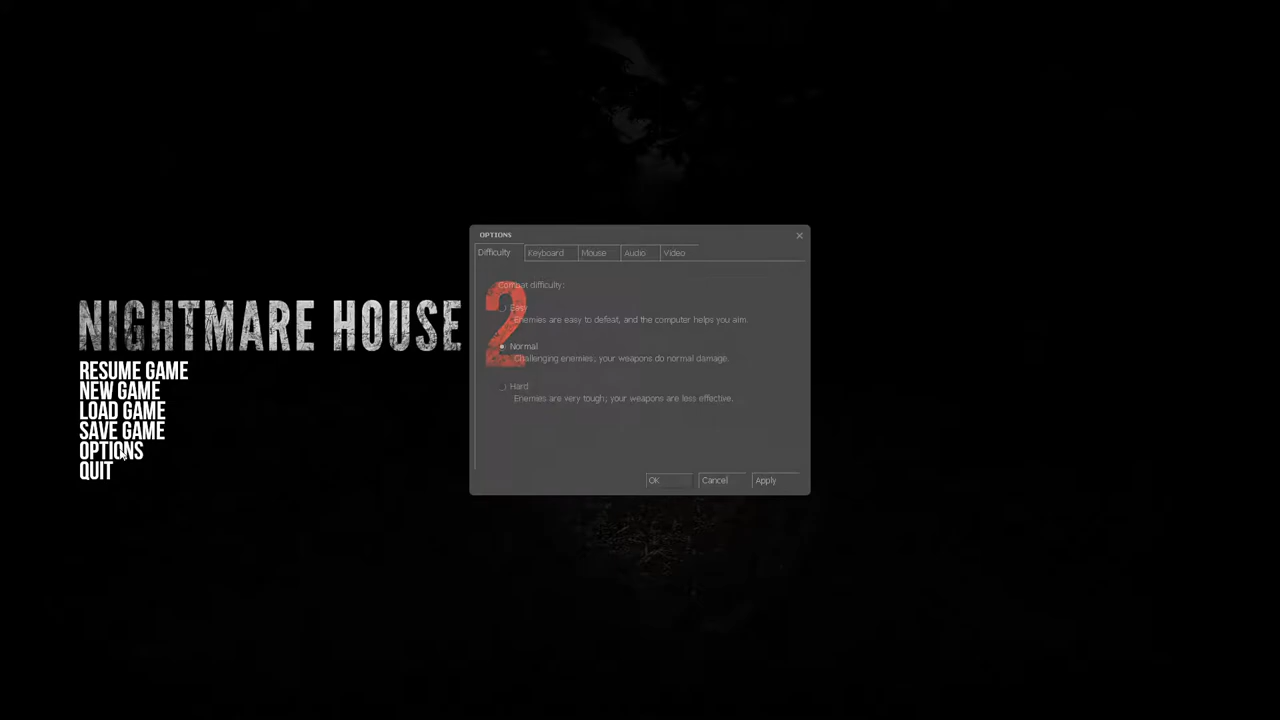 OPTIONS
Difficulty Keyboard Mouse Audio Video
Combat difficulty:
Easy
Enemies are easy to defeat, and the computer helps you aim.
Normal
Challenging enemies; your weapons do normal damage.
Hard
Enemies are very tough; your weapons are less effective.
OK Cancel Apply
NIGHTMARE HOUSE 2
RESUME GAME
NEW GAME
LOAD GAME
SAVE GAME
OPTIONS
QUIT